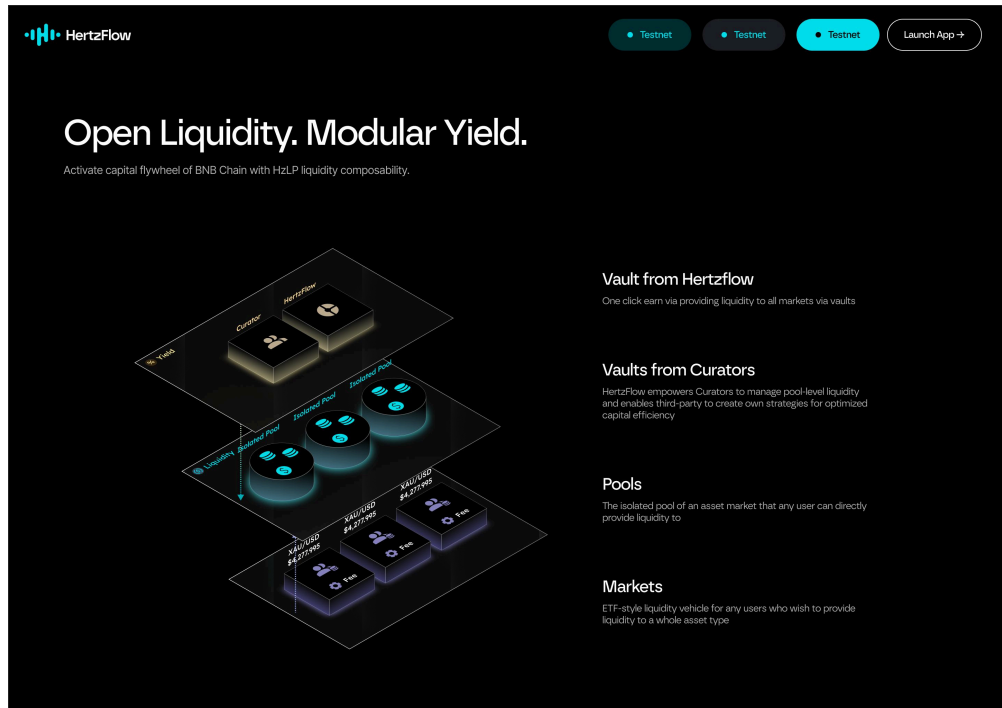 HertzFlow
Testnet
Testnet
Testnet
Launch App →
Open Liquidity. Modular Yield.
Activate capital flywheel of BNB Chain with HzLP liquidity composability.
HertzFlow
Curator
Yield
Isolated Pool
Isolated Pool
Isolated Pool
Liquidity
XAU/USD
$4,277.995
Fee
XAU/USD
$4,277.995
Fee
XAU/USD
$4,277.995
Fee
Vault from Hertzflow
One click earn via providing liquidity to all markets via vaults
Vaults from Curators
HertzFlow empowers Curators to manage pool-level liquidity
and enables third-party to create own strategies for optimized
capital efficiency
Pools
The isolated pool of an asset market that any user can directly
provide liquidity to
Markets
ETF-style liquidity vehicle for any users who wish to provide
liquidity to a whole asset type